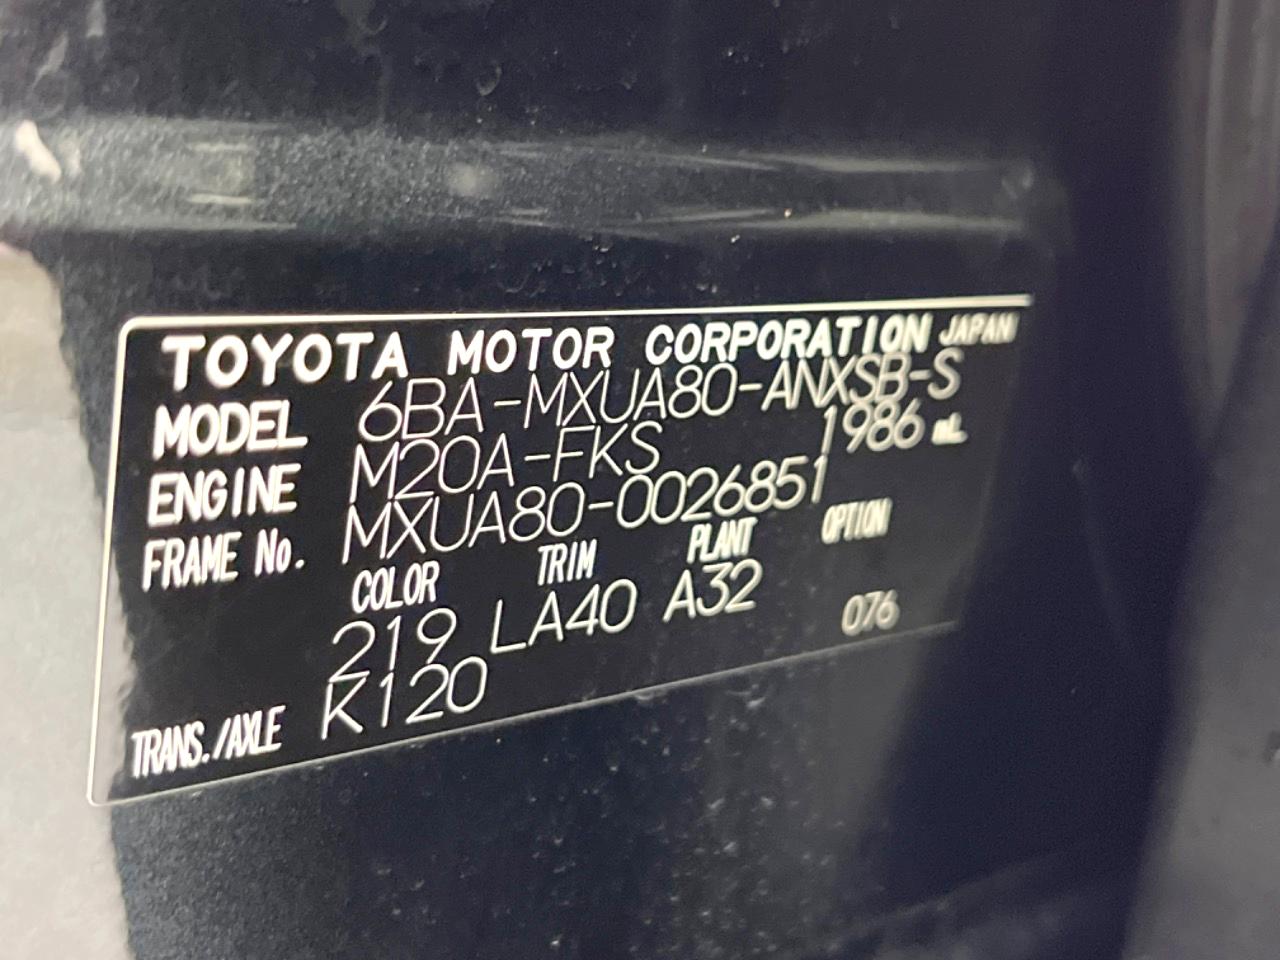 TOYOTA MOTOR CORPORATION JAPAN
MODEL 6BA-MXUA80-ANXSB-S
ENGINE M20A-FKS 1986 mL
FRAME No. MXUA80-0026851
COLOR TRIM PLANT OPTION
219 LA40 A32 076
TRANS./AXLE K120